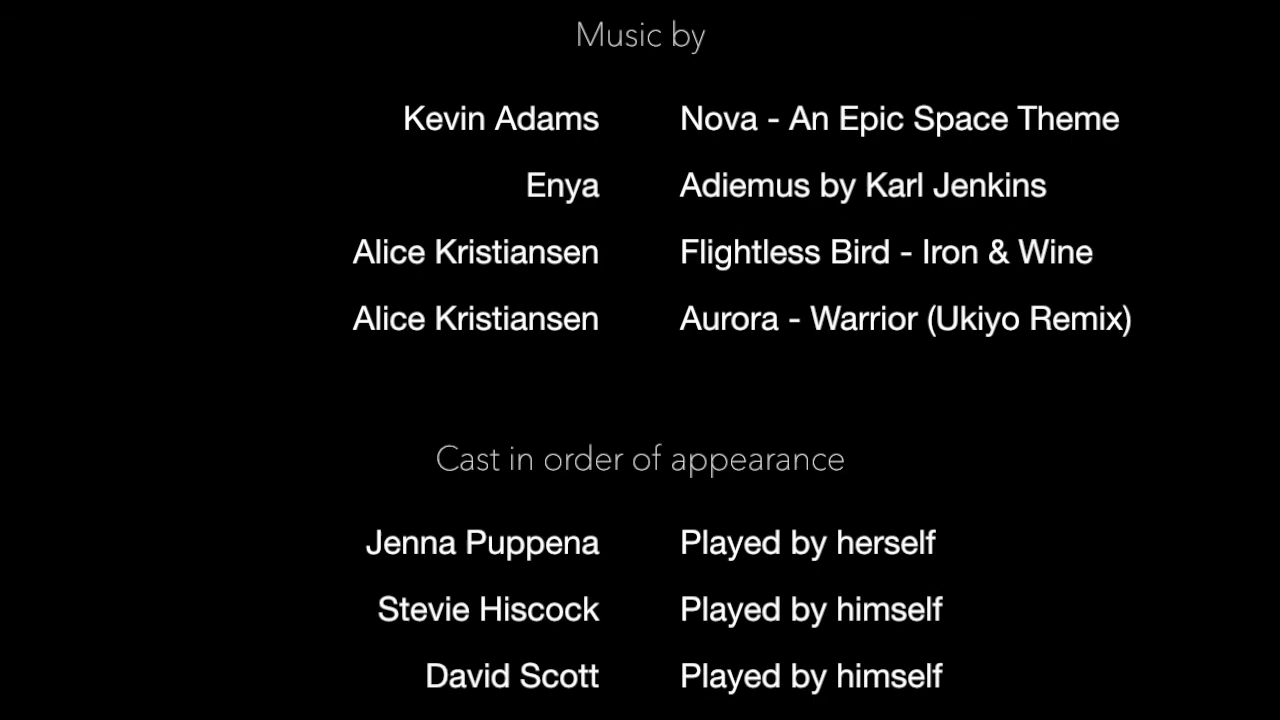 Music by
Kevin Adams Nova - An Epic Space Theme
Enya Adiemus by Karl Jenkins
Alice Kristiansen Flightless Bird - Iron & Wine
Alice Kristiansen Aurora - Warrior (Ukiyo Remix)
Cast in order of appearance
Jenna Puppena Played by herself
Stevie Hiscock Played by himself
David Scott Played by himself